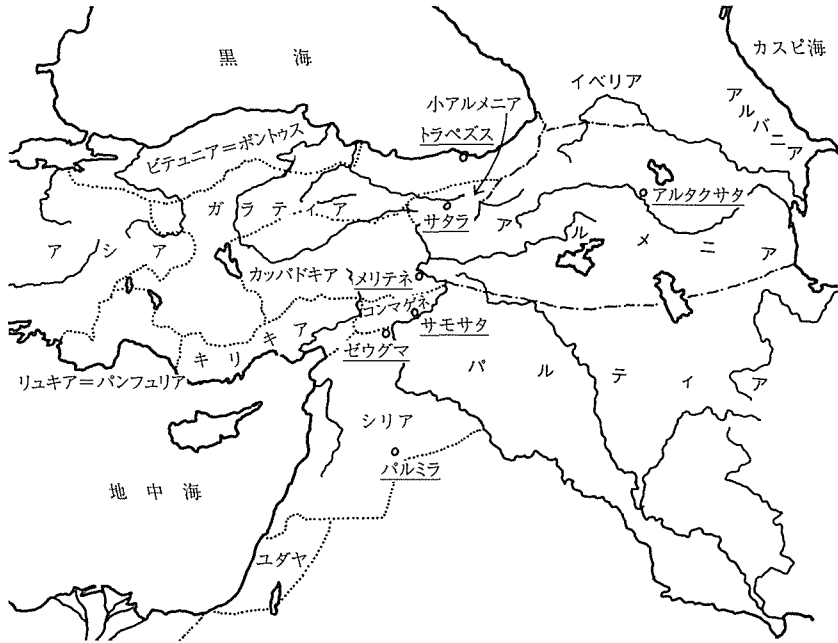 黒海
カスピ海
イベリア
小アルメニア
アルバニア
トラペズス
ビテュニア=ポントゥス
アルタクサタ
ガラティア
サタラ
アルメニア
アシア
カッパドキア
メリテネ
コンマゲネ
サモサタ
キリキア
ゼウグマ
パルティア
リュキア=パンフュリア
シリア
パルミラ
地中海
ユダヤ